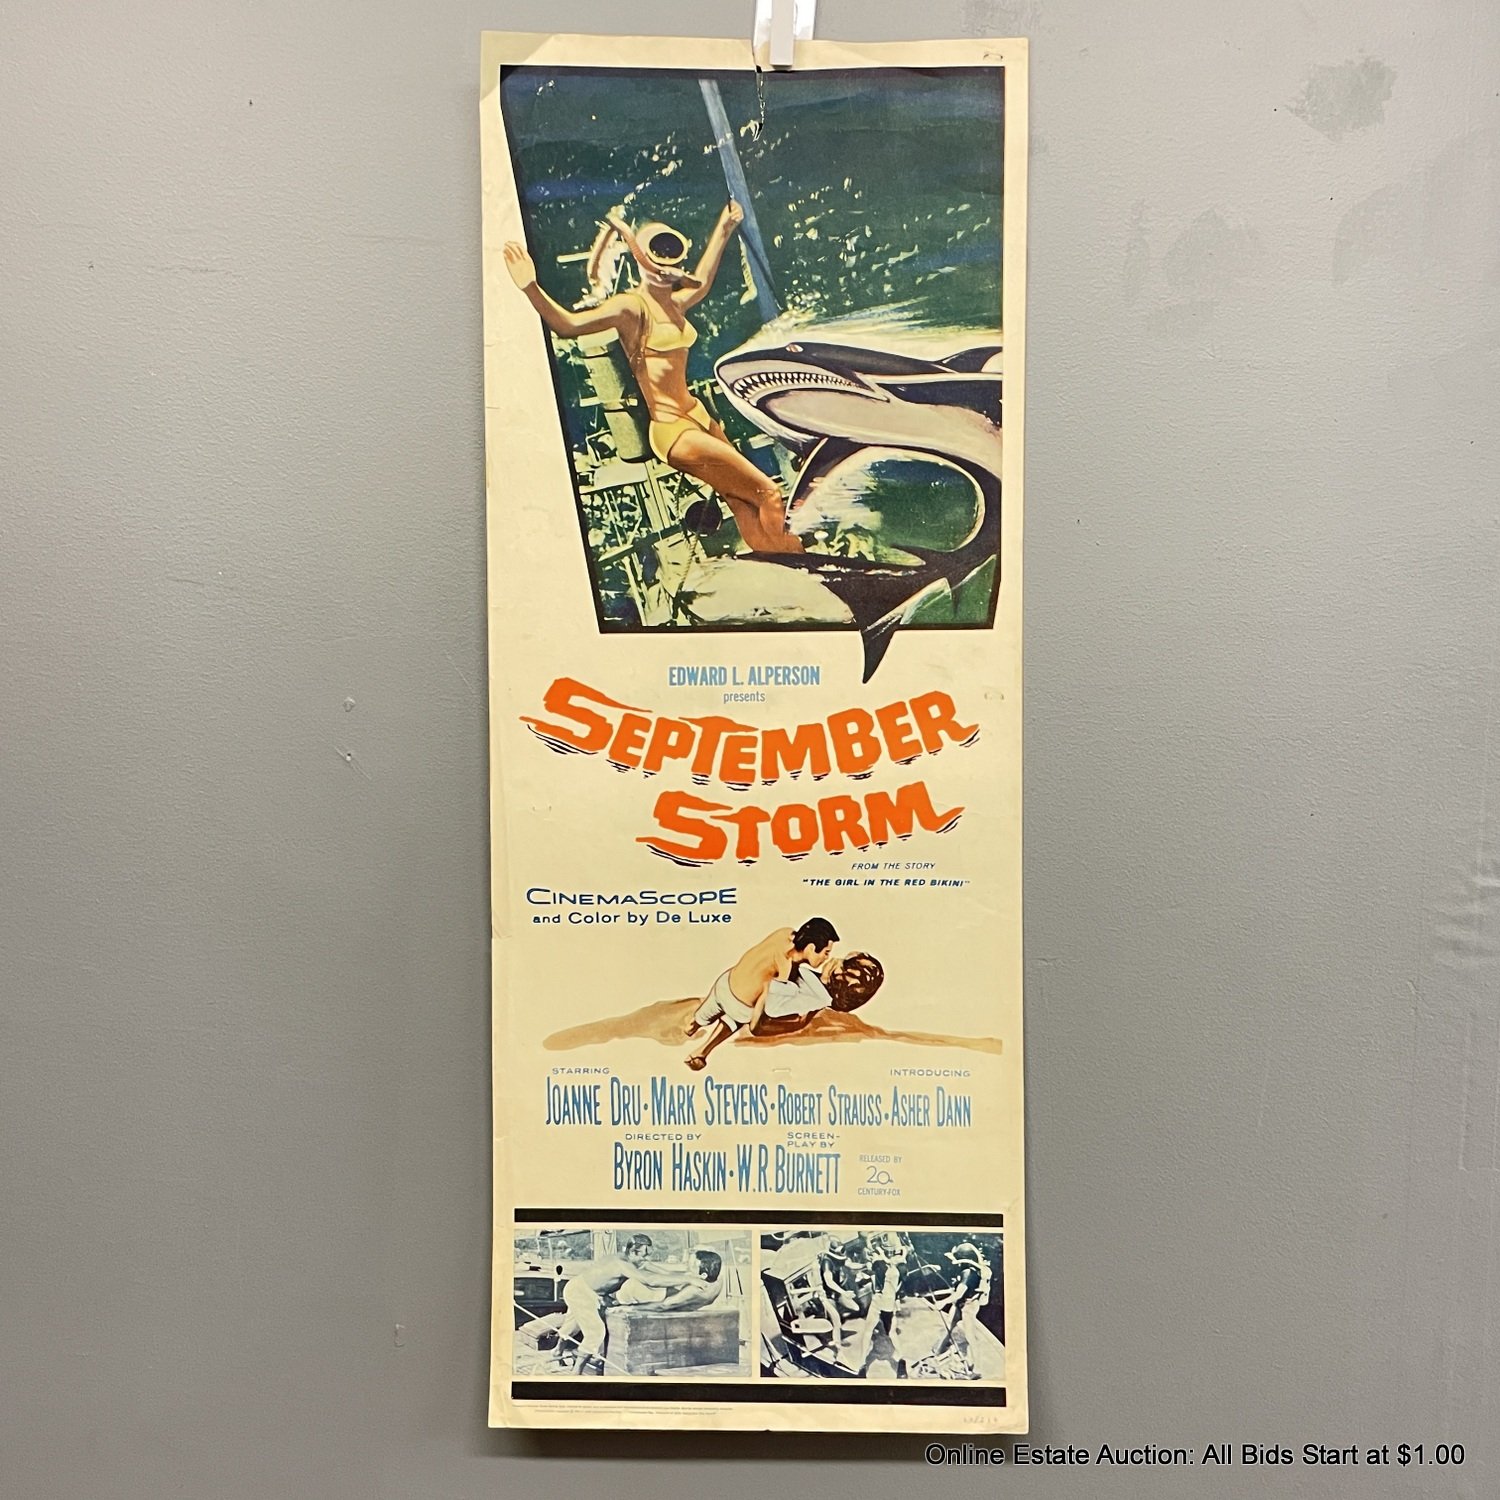 EDWARD L. ALPERSON
presents
SEPTEMBER
STORM
FROM THE STORY
"THE GIRL IN THE RED BIKINI"
CINEMASCOPE
and Color by De Luxe
STARRING
INTRODUCING
JOANNE DRU • MARK STEVENS • ROBERT STRAUSS • ASHER DANN
DIRECTED BY
SCREEN-
PLAY BY
BYRON HASKIN • W.R. BURNETT
RELEASED BY
20th
CENTURY-FOX
Online Estate Auction: All Bids Start at $1.00